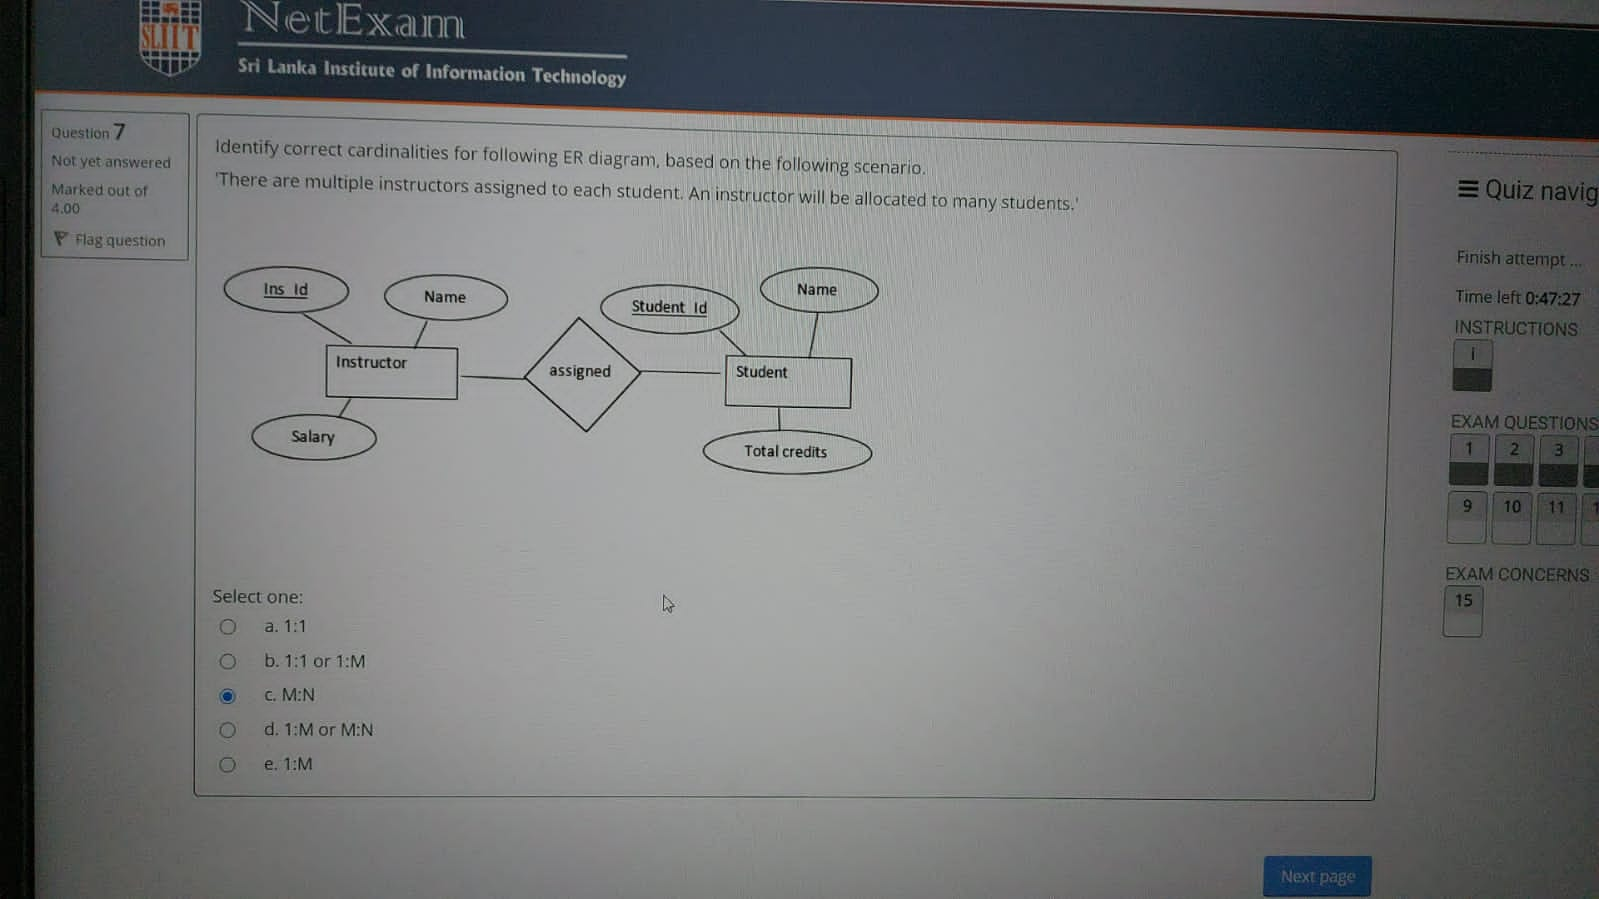 SLIIT
NetExam
Sri Lanka Institute of Information Technology
Question 7
Not yet answered
Marked out of
4.00
Flag question
Identify correct cardinalities for following ER diagram, based on the following scenario.
'There are multiple instructors assigned to each student. An instructor will be allocated to many students.'
Ins_Id
Name
Student_Id
Name
Instructor
assigned
Student
Salary
Total credits
Select one:
a. 1:1
b. 1:1 or 1:M
c. M:N
d. 1:M or M:N
e. 1:M
Next page
Quiz navig
Finish attempt ...
Time left 0:47:27
INSTRUCTIONS
i
EXAM QUESTIONS
1 2 3
9 10 11
EXAM CONCERNS
15